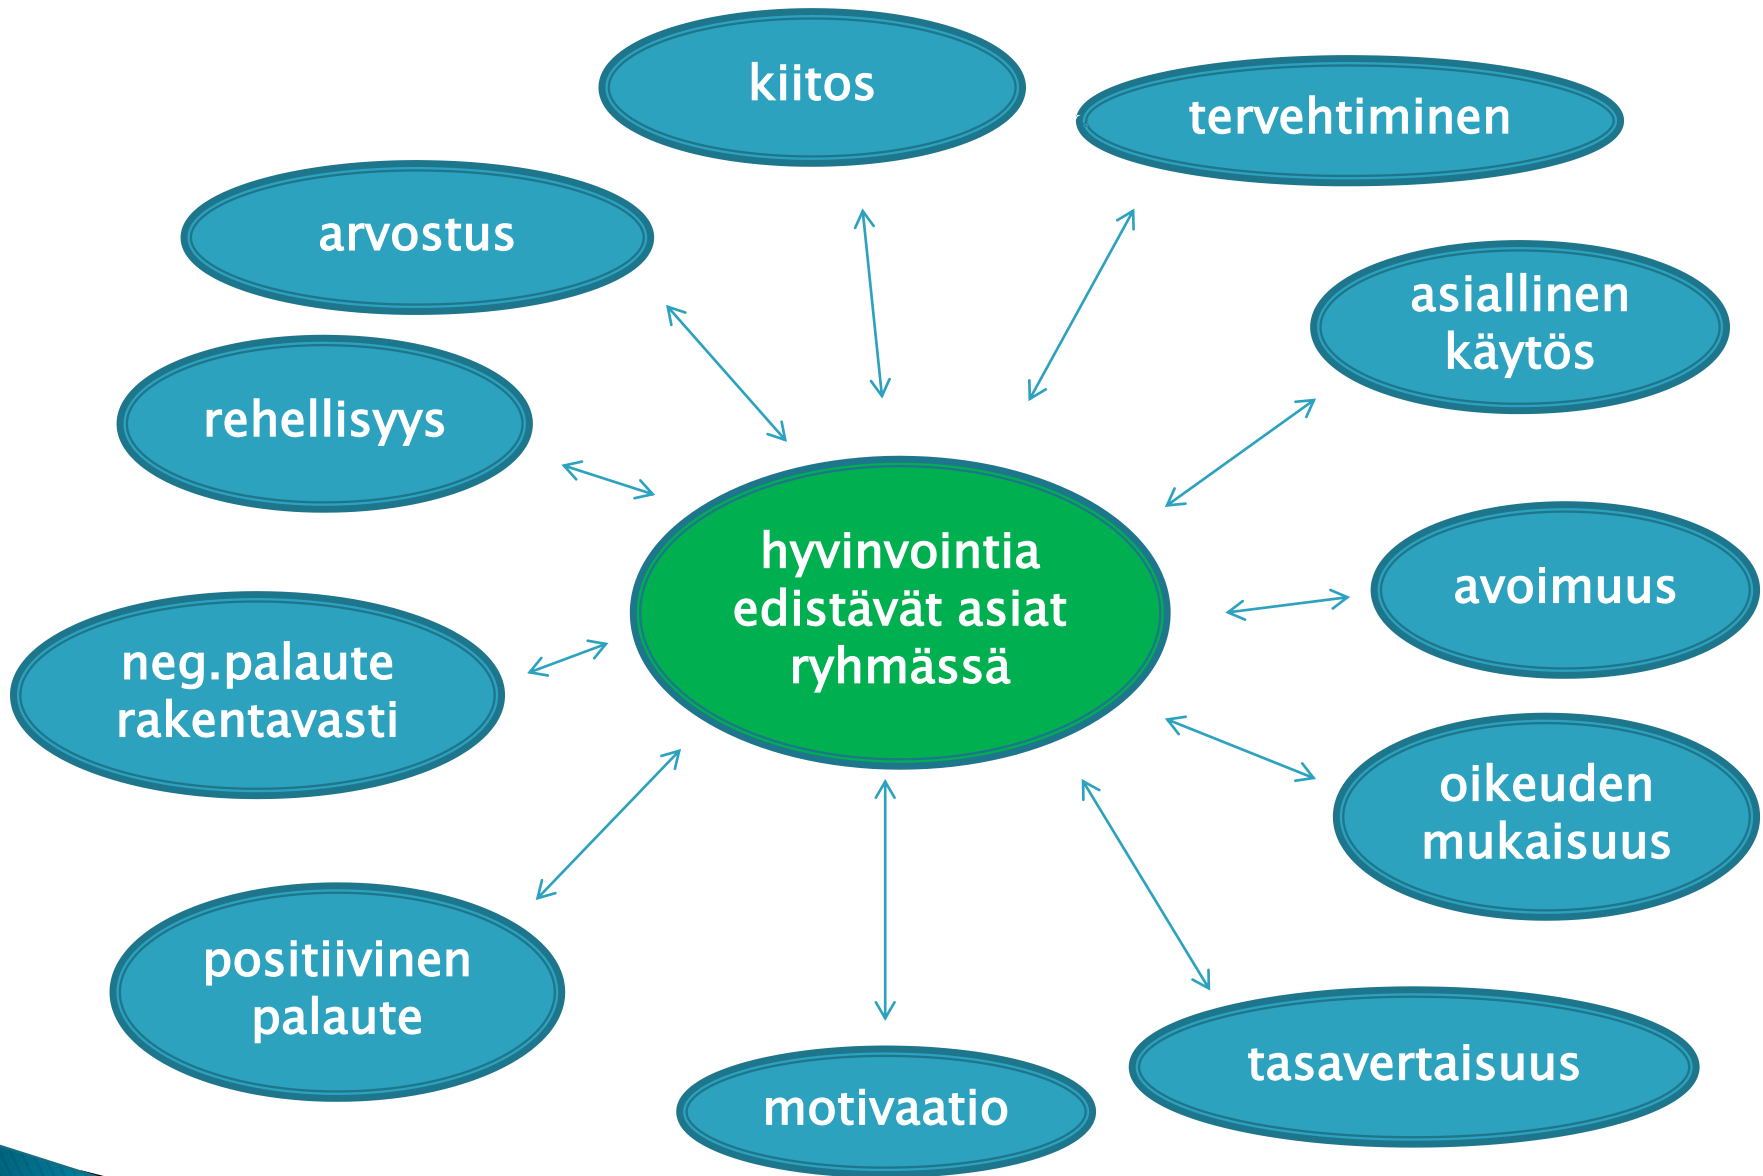 kiitos
tervehtiminen
arvostus
asiallinen
käytös
rehellisyys
hyvinvointia
edistävät asiat
ryhmässä
avoimuus
neg.palaute
rakentavasti
oikeuden
mukaisuus
positiivinen
palaute
motivaatio
tasavertaisuus